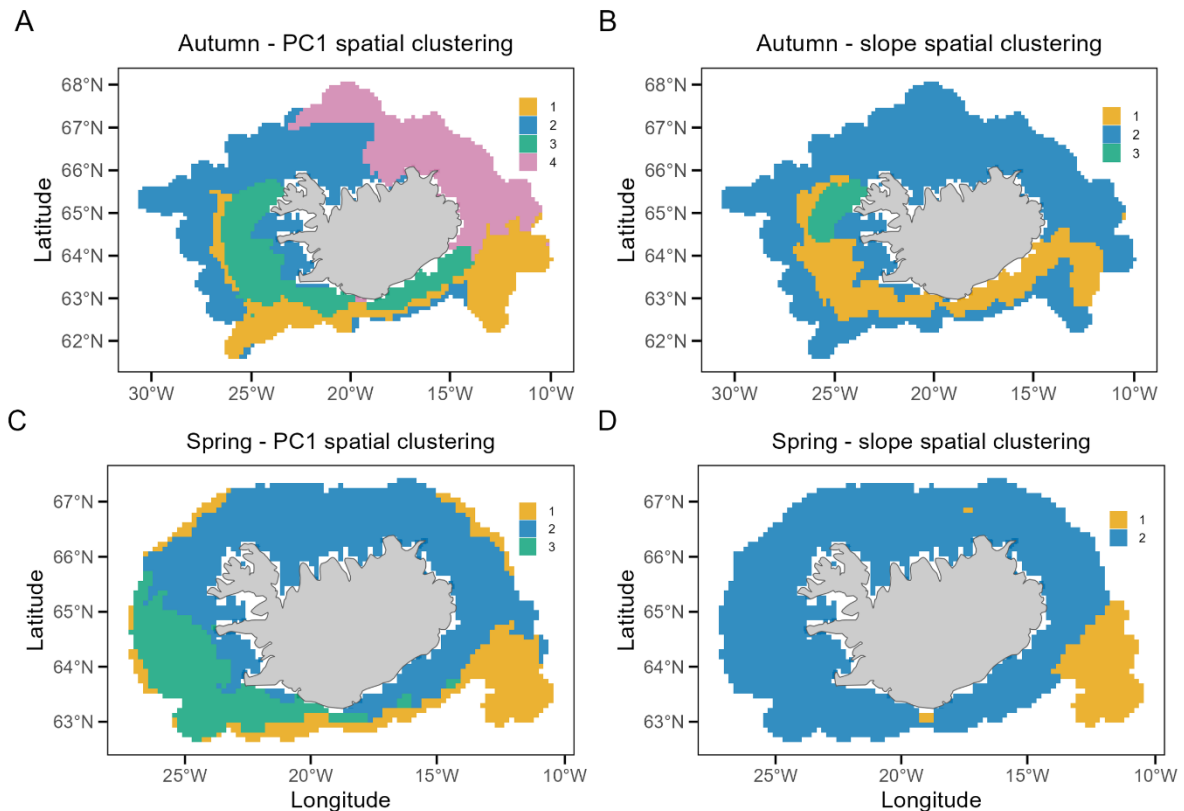 A
Autumn - PC1 spatial clustering
68°N
67°N
66°N
65°N
64°N
63°N
62°N
Latitude
1
2
3
4
30°W 25°W 20°W 15°W 10°W
B
Autumn - slope spatial clustering
68°N
67°N
66°N
65°N
64°N
63°N
62°N
Latitude
1
2
3
30°W 25°W 20°W 15°W 10°W
C
Spring - PC1 spatial clustering
67°N
66°N
65°N
64°N
63°N
Latitude
1
2
3
25°W 20°W 15°W 10°W
Longitude
D
Spring - slope spatial clustering
67°N
66°N
65°N
64°N
63°N
Latitude
1
2
25°W 20°W 15°W 10°W
Longitude